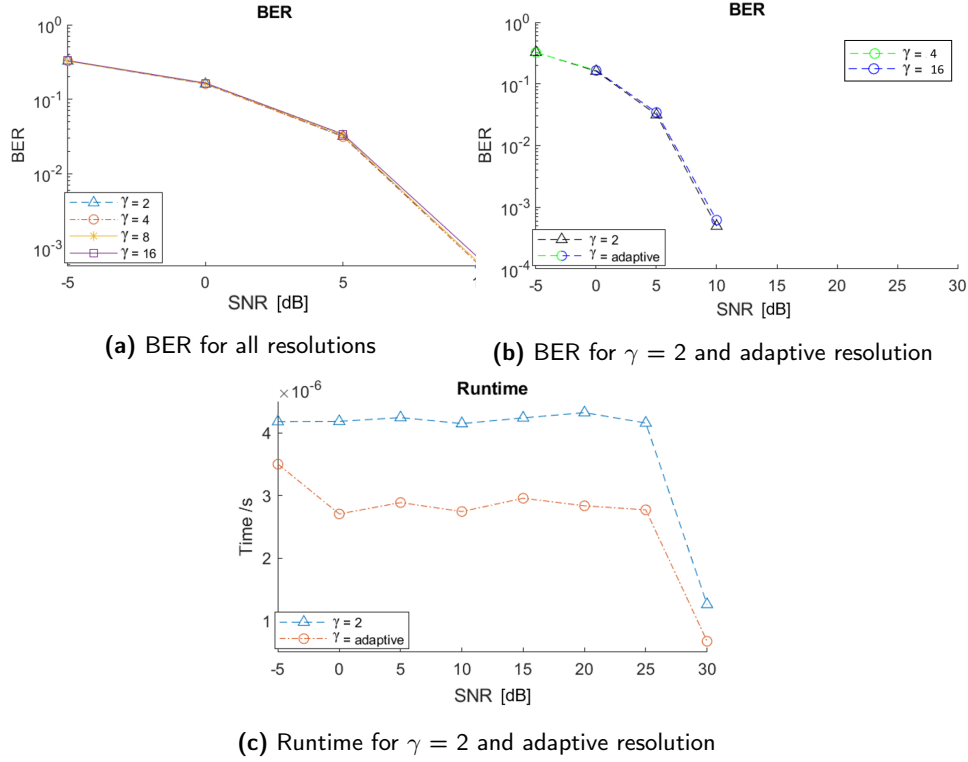 BER
10^0
10^-1
10^-2
10^-3
BER
γ = 2
γ = 4
γ = 8
γ = 16
-5 0 5 1
SNR [dB]
(a) BER for all resolutions
BER
10^0
10^-1
10^-2
10^-3
10^-4
BER
γ = 4
γ = 16
γ = 2
γ = adaptive
-5 0 5 10 15 20 25 30
SNR [dB]
(b) BER for γ = 2 and adaptive resolution
Runtime
×10^-6
4
3
2
1
Time /s
γ = 2
γ = adaptive
-5 0 5 10 15 20 25 30
SNR [dB]
(c) Runtime for γ = 2 and adaptive resolution